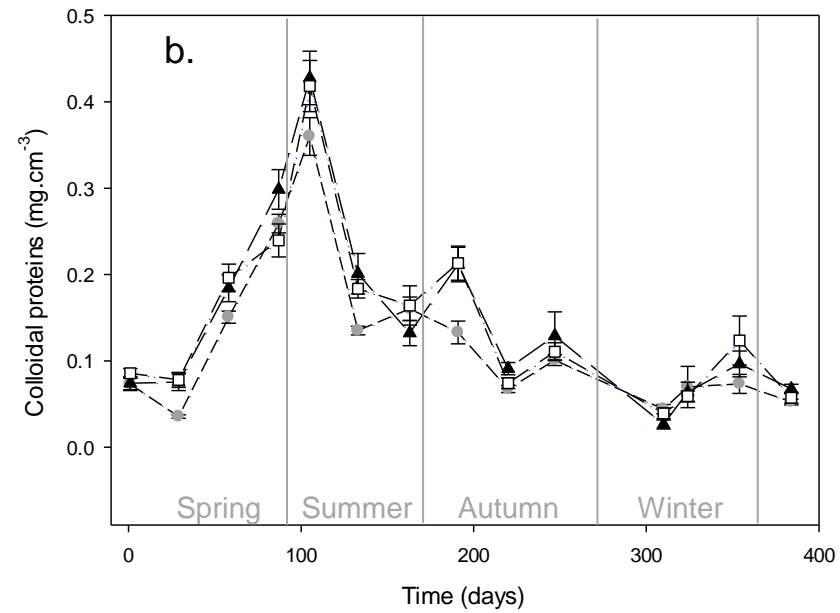 b.
Colloidal proteins (mg.cm-3)
0.5
0.4
0.3
0.2
0.1
0.0
Spring Summer Autumn Winter
0 100 200 300 400
Time (days)